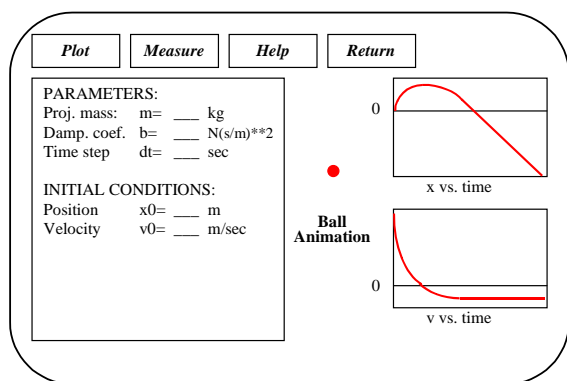 Plot Measure Help Return
PARAMETERS:
Proj. mass: m= ___ kg
Damp. coef. b= ___ N(s/m)**2
Time step dt= ___ sec
INITIAL CONDITIONS:
Position x0= ___ m
Velocity v0= ___ m/sec
Ball
Animation
0
x vs. time
0
v vs. time